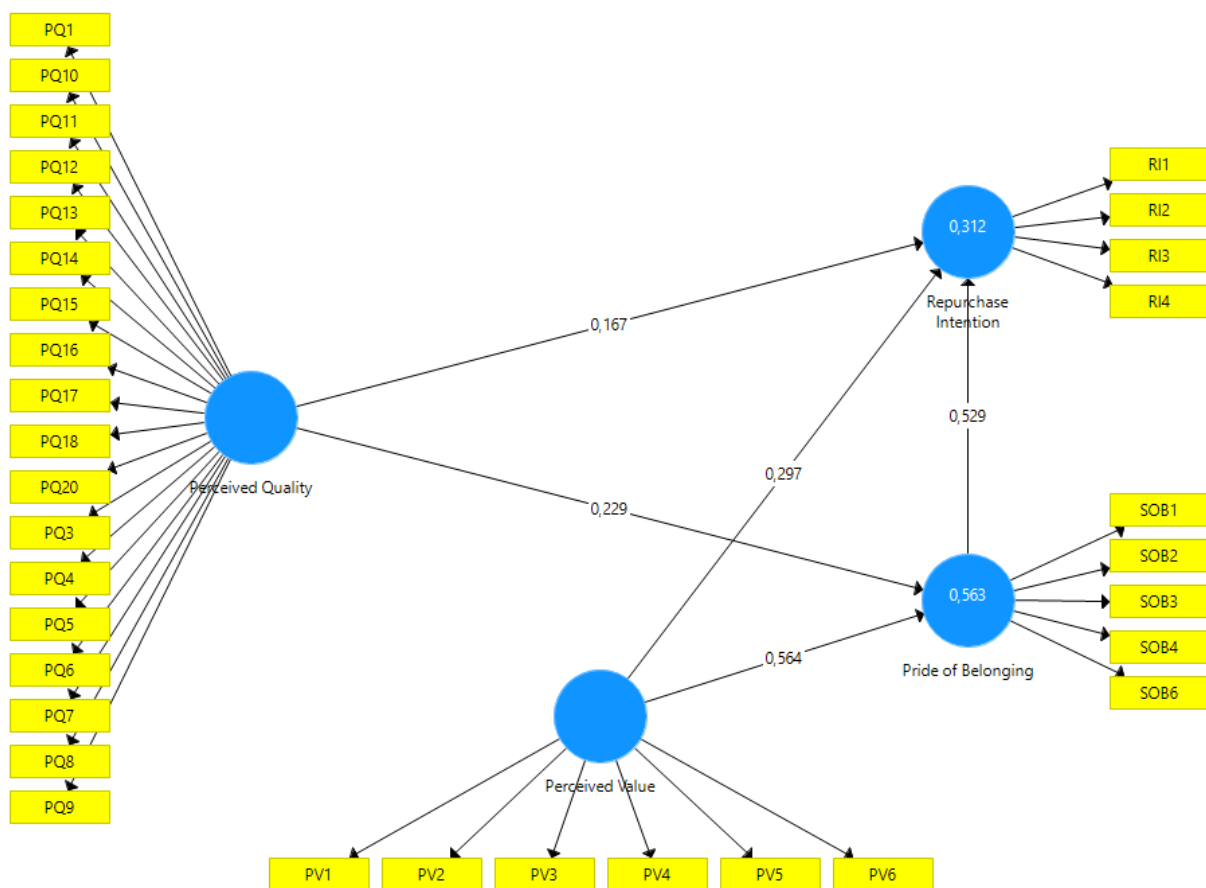 PQ1
PQ10
PQ11
PQ12
PQ13
PQ14
PQ15
PQ16
PQ17
PQ18
PQ20
PQ3
PQ4
PQ5
PQ6
PQ7
PQ8
PQ9
Perceived Quality
0,167
0,229
0,297
0,529
0,564
0,312
Repurchase
Intention
RI1
RI2
RI3
RI4
0,563
Pride of Belonging
SOB1
SOB2
SOB3
SOB4
SOB6
Perceived Value
PV1
PV2
PV3
PV4
PV5
PV6